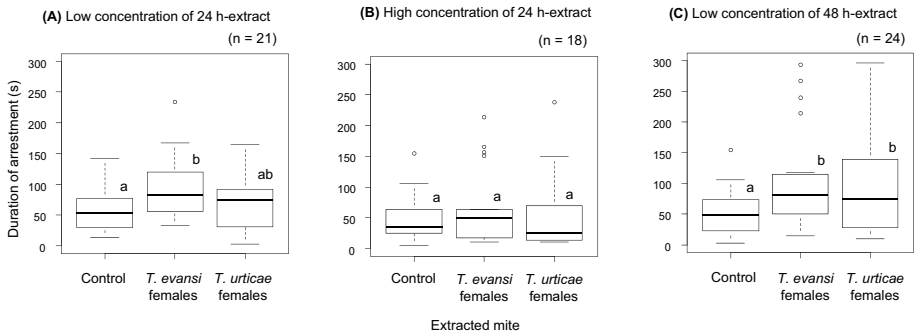 (A) Low concentration of 24 h-extract
(n = 21)
Duration of arrestment (s)
300
250
200
150
100
50
0
a
b
ab
Control
T. evansi
females
T. urticae
females
(B) High concentration of 24 h-extract
(n = 18)
300
250
200
150
100
50
0
a
a
a
Control
T. evansi
females
T. urticae
females
(C) Low concentration of 48 h-extract
(n = 24)
300
250
200
150
100
50
0
a
b
b
Control
T. evansi
females
T. urticae
females
Extracted mite